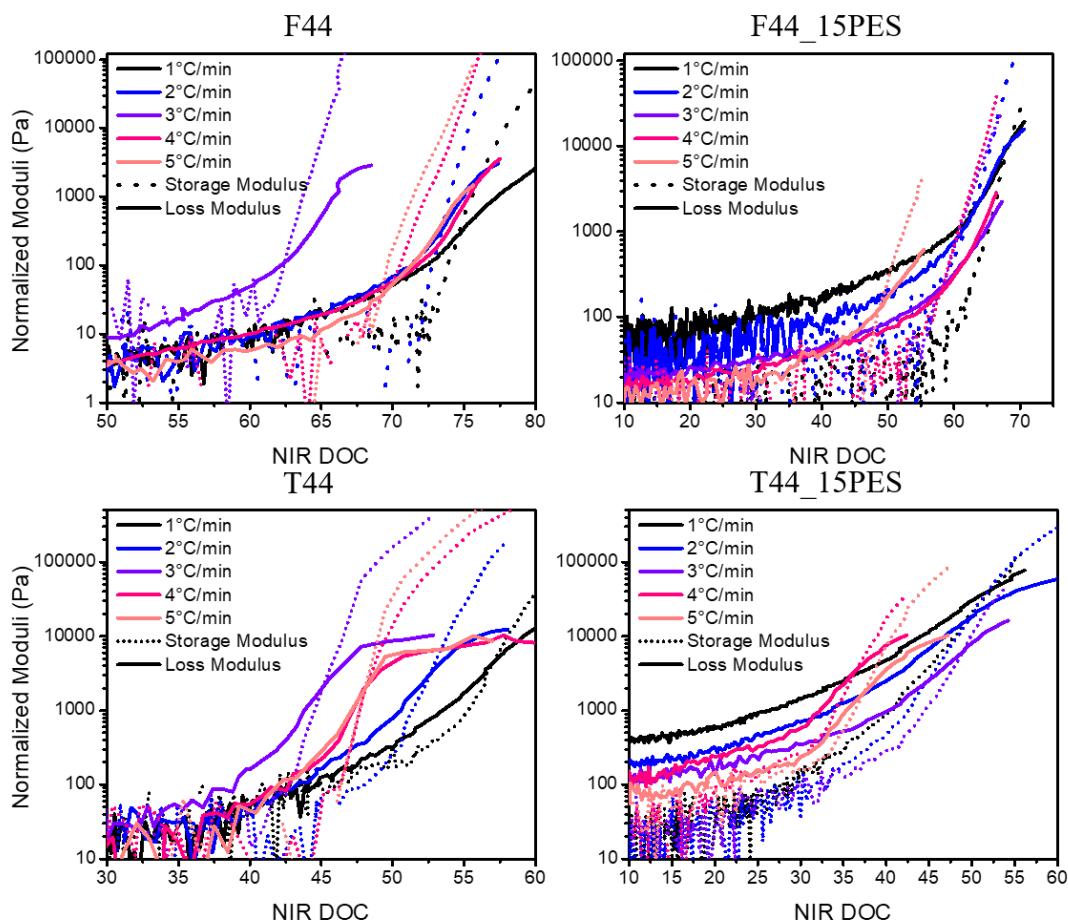 F44
Normalized Moduli (Pa)
100000
10000
1000
100
10
1
1°C/min
2°C/min
3°C/min
4°C/min
5°C/min
Storage Modulus
Loss Modulus
50 55 60 65 70 75 80
NIR DOC
F44_15PES
100000
10000
1000
100
10
1°C/min
2°C/min
3°C/min
4°C/min
5°C/min
Storage Modulus
Loss Modulus
10 20 30 40 50 60 70
NIR DOC
T44
Normalized Moduli (Pa)
100000
10000
1000
100
10
1°C/min
2°C/min
3°C/min
4°C/min
5°C/min
Storage Modulus
Loss Modulus
30 35 40 45 50 55 60
NIR DOC
T44_15PES
100000
10000
1000
100
10
1°C/min
2°C/min
3°C/min
4°C/min
5°C/min
Storage Modulus
Loss Modulus
10 15 20 25 30 35 40 45 50 55 60
NIR DOC